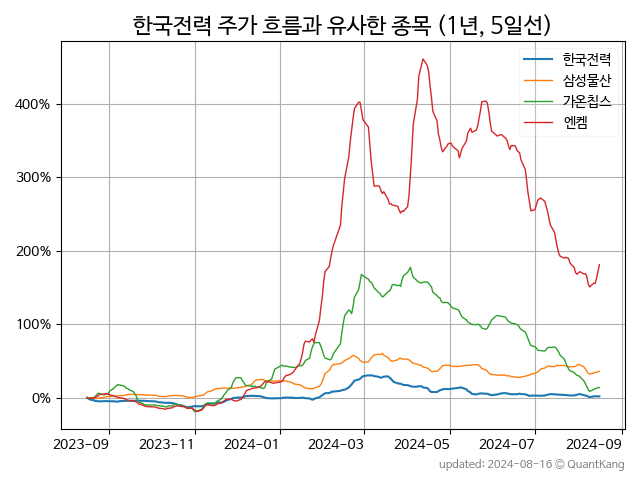 한국전력 주가 흐름과 유사한 종목 (1년, 5일선)
한국전력
삼성물산
가온칩스
엔켐
400%
300%
200%
100%
0%
2023-09 2023-11 2024-01 2024-03 2024-05 2024-07 2024-09
updated: 2024-08-16 © QuantKang